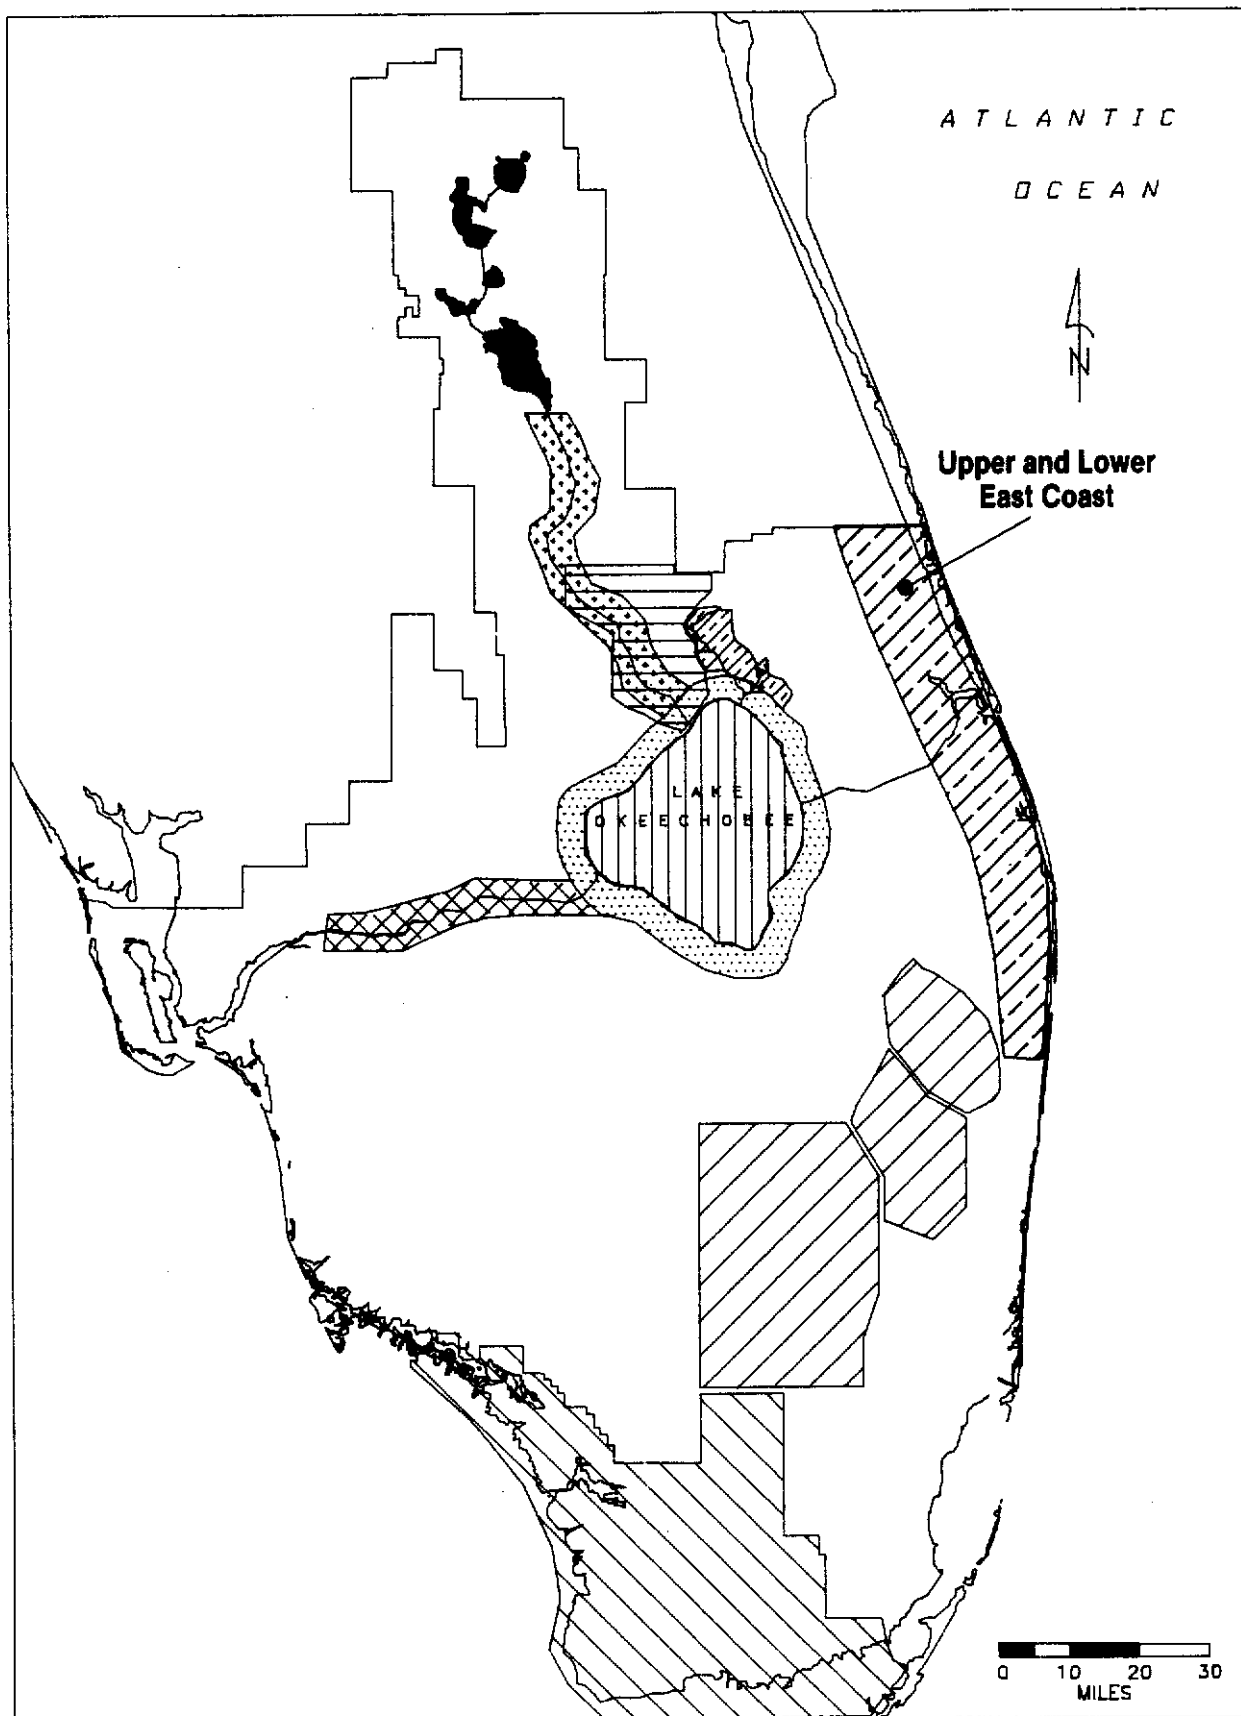 ATLANTIC
OCEAN
N
Upper and Lower
East Coast
LAKE
OKEECHOBEE
0 10 20 30
MILES